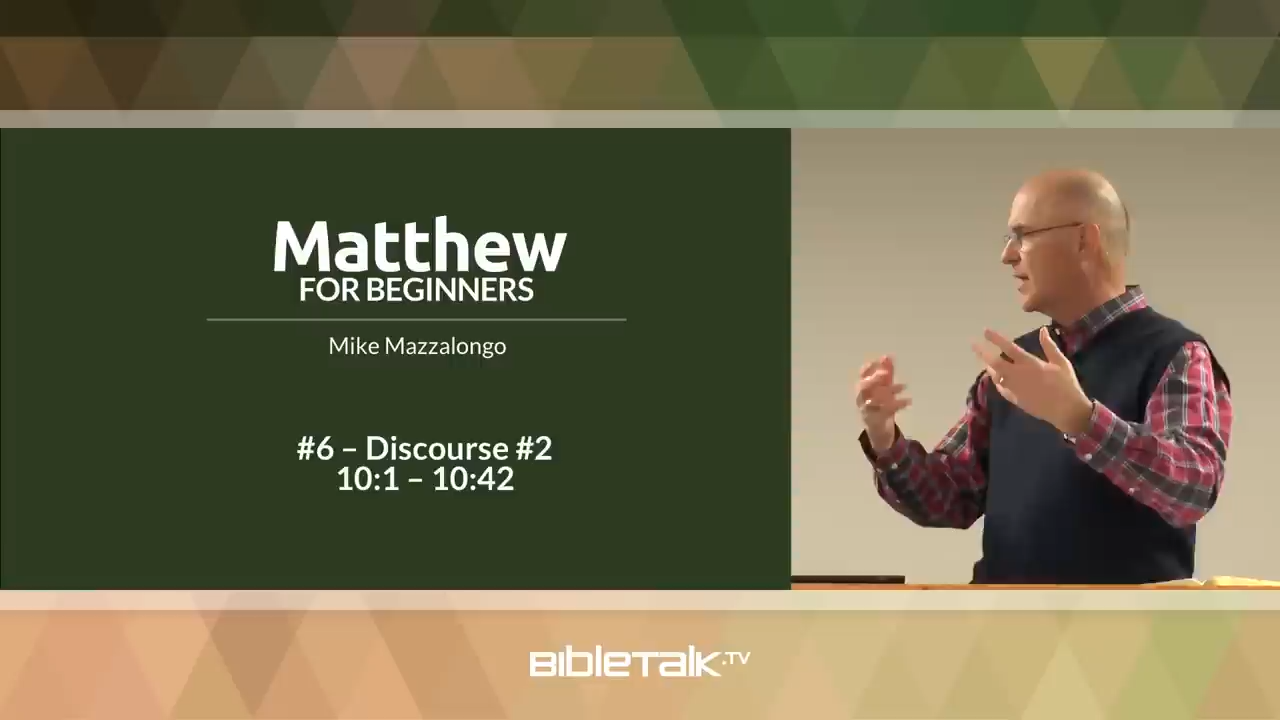 Matthew
FOR BEGINNERS
Mike Mazzalongo
#6 – Discourse #2
10:1 – 10:42
BIBLETALK.TV